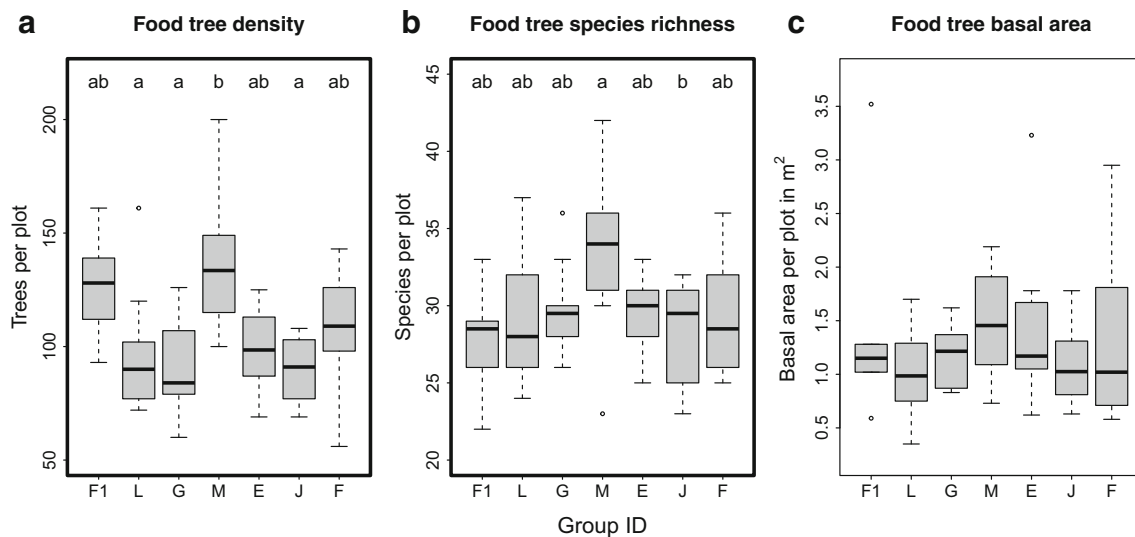 a Food tree density
b Food tree species richness
c Food tree basal area
ab a a b ab a ab
Trees per plot
50 100 150 200
F1 L G M E J F
ab ab ab a ab b ab
Species per plot
20 25 30 35 40 45
F1 L G M E J F
Basal area per plot in m²
0.5 1.0 1.5 2.0 2.5 3.0 3.5
F1 L G M E J F
Group ID